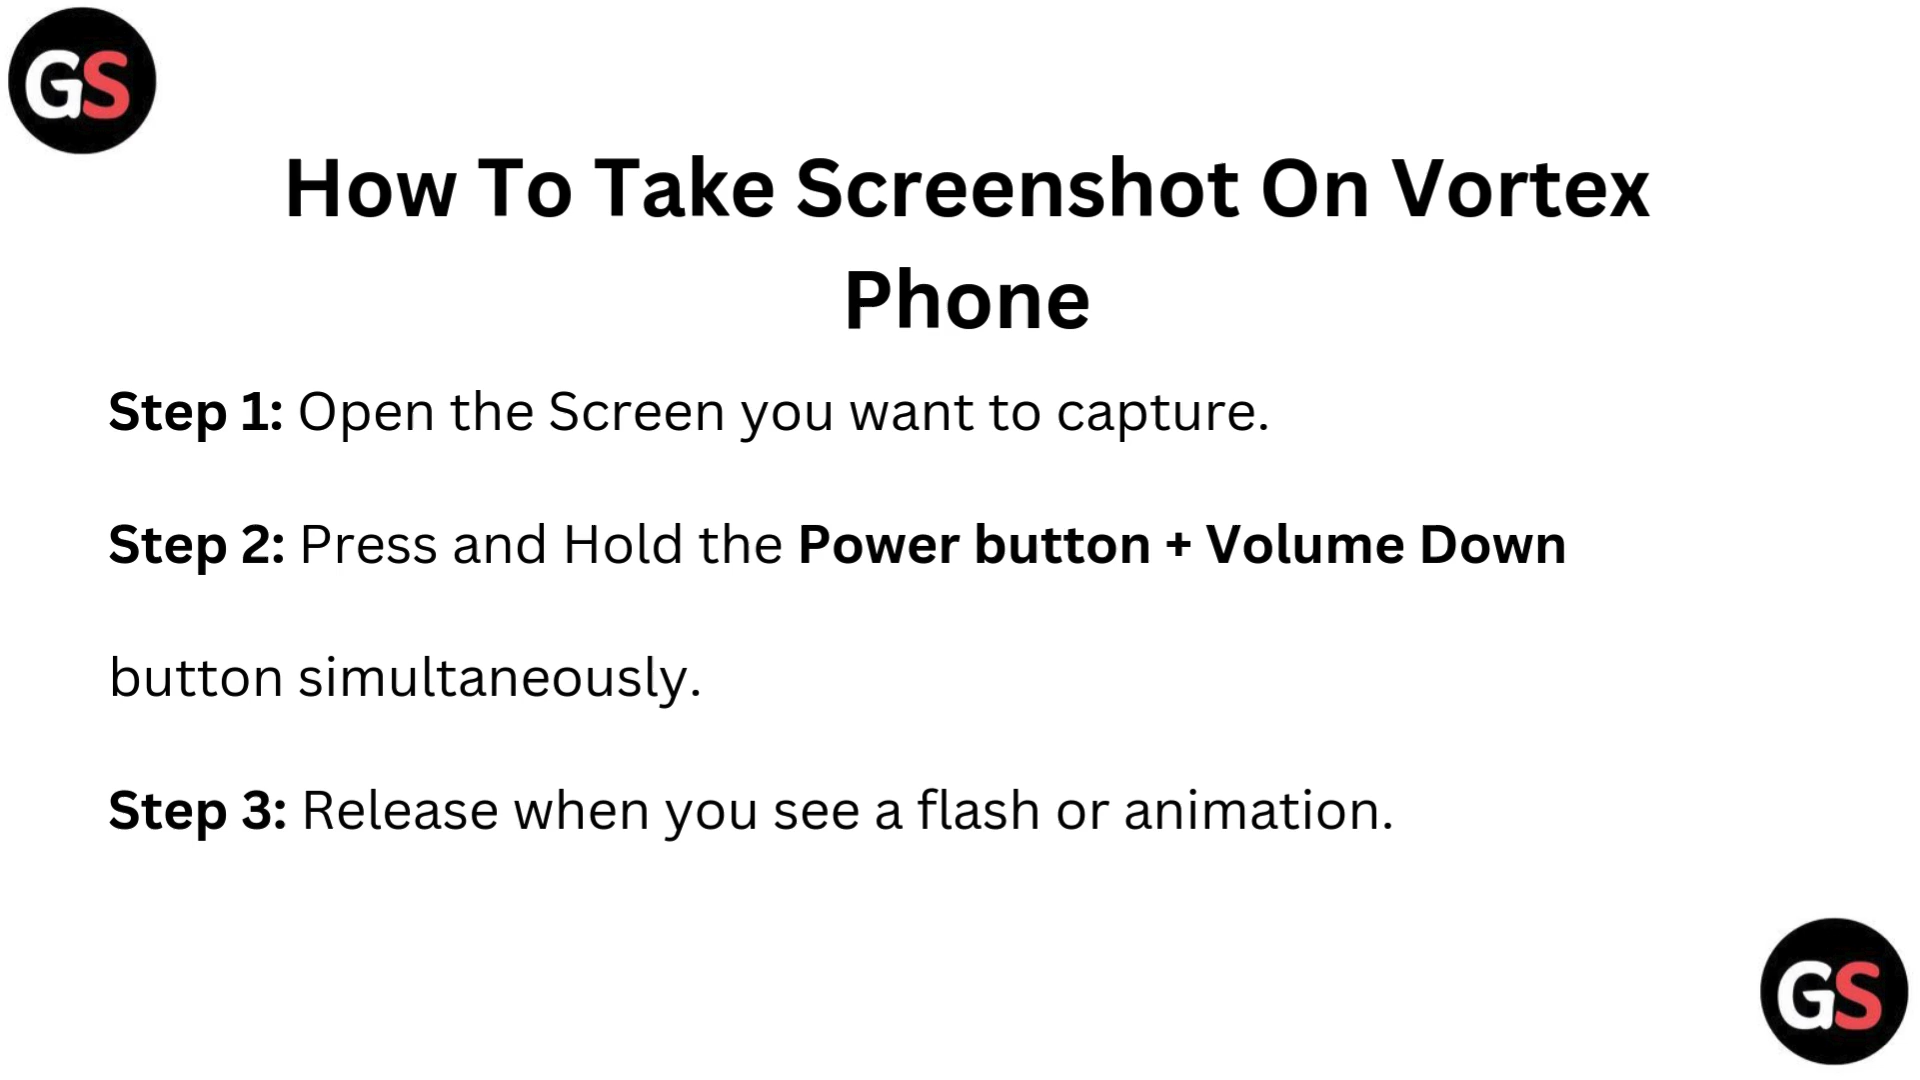 GS
How To Take Screenshot On Vortex
Phone
Step 1: Open the Screen you want to capture.
Step 2: Press and Hold the Power button + Volume Down
button simultaneously.
Step 3: Release when you see a flash or animation.
GS